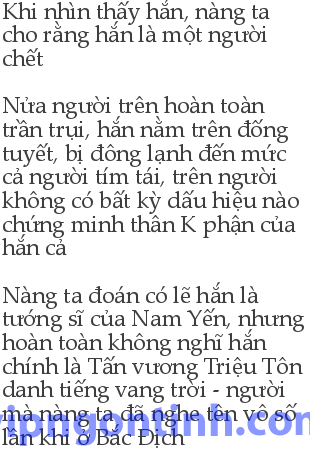 Khi nhìn thấy hắn, nàng ta
cho rằng hắn là một người
chết
Nửa người trên hoàn toàn
trần trụi, hắn nằm trên đống
tuyết, bị đông lạnh đến mức
cả người tím tái, trên người
không có bất kỳ dấu hiệu nào
chứng minh thân K phận của
hắn cả
Nàng ta đoán có lẽ hắn là
tướng sĩ của Nam Yến, nhưng
hoàn toàn không nghĩ hắn
chính là Tấn vương Triệu Tôn
danh tiếng vang trời - người
mà nàng ta đã nghe tên vô số
lần khi ở Bắc Địch